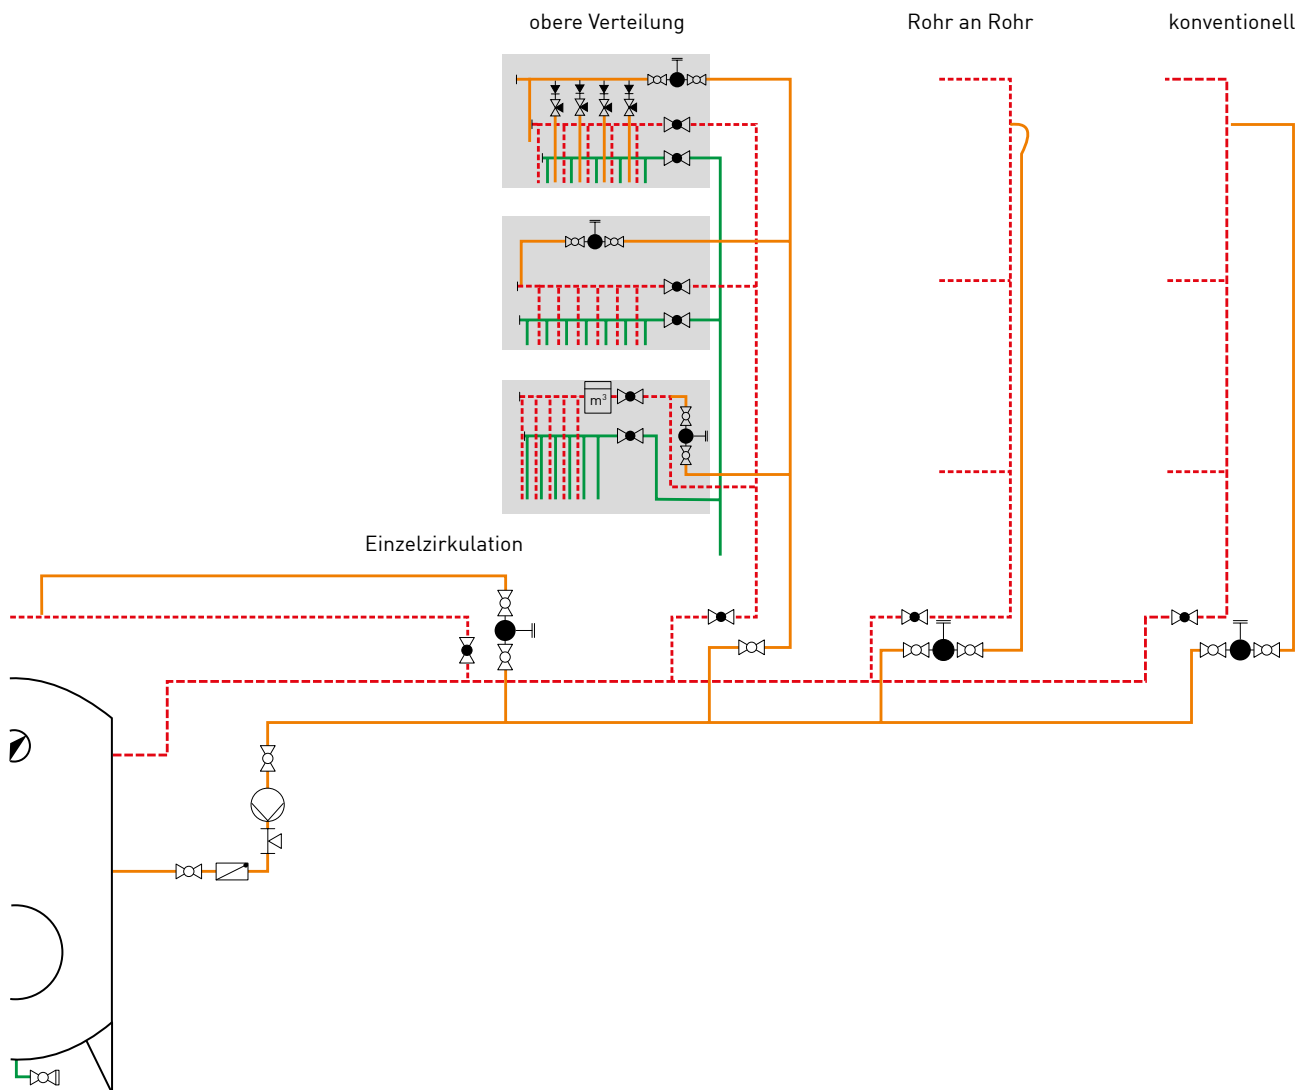 obere Verteilung
Rohr an Rohr
konventionell
m³
Einzelzirkulation